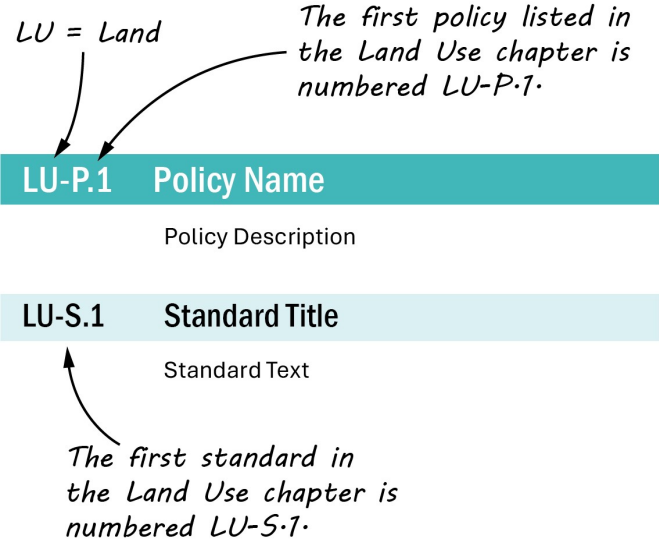 LU = Land
The first policy listed in
the Land Use chapter is
numbered LU-P.1.
LU-P.1 Policy Name
Policy Description
LU-S.1 Standard Title
Standard Text
The first standard in
the Land Use chapter is
numbered LU-S.1.